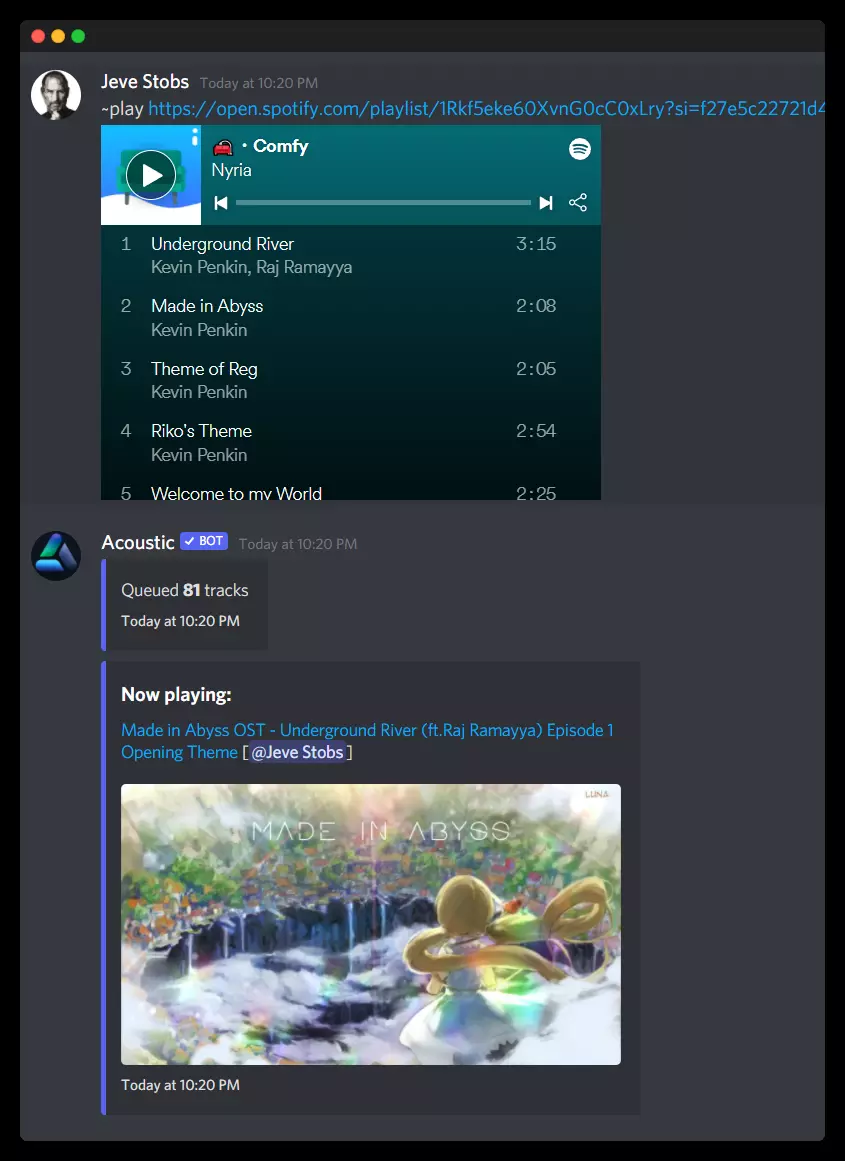 Jeve Stobs Today at 10:20 PM
~play https://open.spotify.com/playlist/1Rkf5eke60XvnG0cC0xLry?si=f27e5c22721d4
• Comfy
Nyria
1 Underground River 3:15
Kevin Penkin, Raj Ramayya
2 Made in Abyss 2:08
Kevin Penkin
3 Theme of Reg 2:05
Kevin Penkin
4 Riko's Theme 2:54
Kevin Penkin
5 Welcome to my World 2:25
Acoustic ✓ BOT Today at 10:20 PM
Queued 81 tracks
Today at 10:20 PM
Now playing:
Made in Abyss OST - Underground River (ft.Raj Ramayya) Episode 1
Opening Theme [@Jeve Stobs]
LUNA
MADE IN ABYSS
Today at 10:20 PM